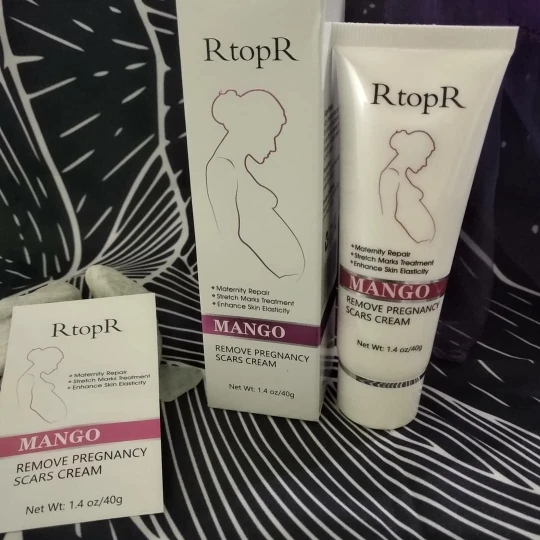 RtopR
+Maternity Repair
+Stretch Marks Treatment
+Enhance Skin Elasticity
MANGO
REMOVE PREGNANCY
SCARS CREAM
Net Wt: 1.4 oz/40g
RtopR
+Maternity Repair
+Stretch Marks Treatment
+Enhance Skin Elasticity
MANGO
REMOVE PREGNANCY
SCARS CREAM
Net Wt: 1.4 oz/40g
RtopR
+Maternity Repair
+Stretch Marks Treatment
+Enhance Skin Elasticity
MANGO
REMOVE PREGNANCY
SCARS CREAM
Net Wt: 1.4 oz/40g